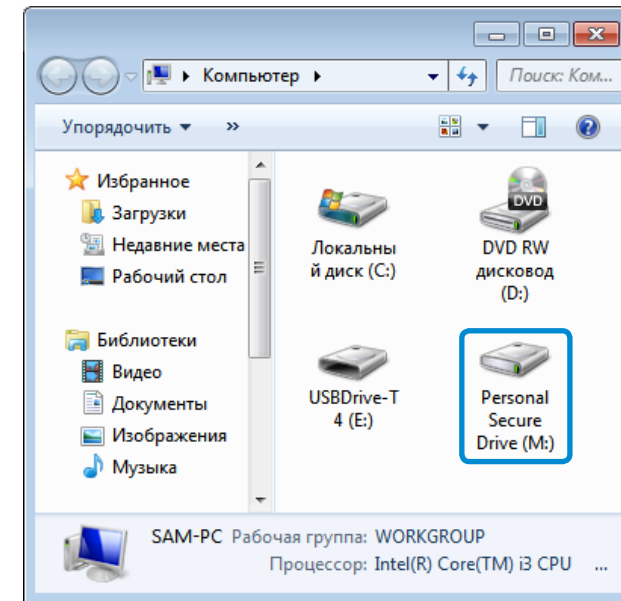 Компьютер
Поиск: Ком...
Упорядочить »
Избранное
Загрузки
Недавние места
Рабочий стол
Библиотеки
Видео
Документы
Изображения
Музыка
Локальны
й диск (C:)
DVD
DVD RW
дисковод
(D:)
USBDrive-T
4 (E:)
Personal
Secure
Drive (M:)
SAM-PC Рабочая группа: WORKGROUP
Процессор: Intel(R) Core(TM) i3 CPU ...